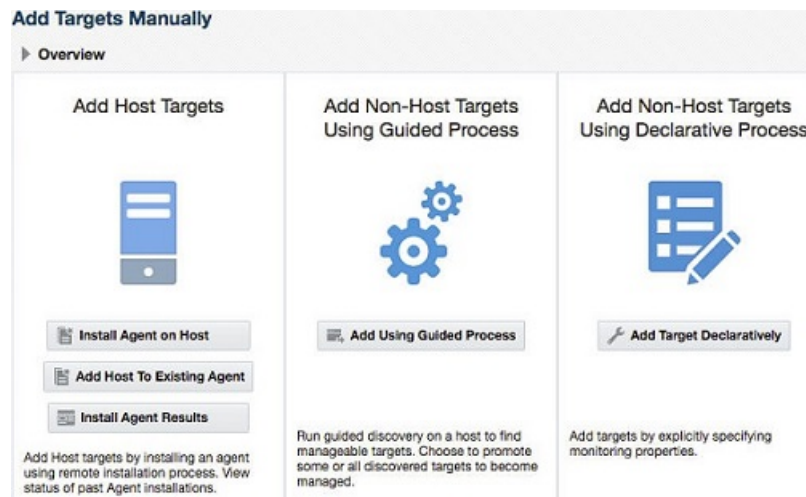 Add Targets Manually
Overview
Add Host Targets
Install Agent on Host
Add Host To Existing Agent
Install Agent Results
Add Host targets by installing an agent
using remote installation process. View
status of past Agent installations.
Add Non-Host Targets
Using Guided Process
Add Using Guided Process
Run guided discovery on a host to find
manageable targets. Choose to promote
some or all discovered targets to become
managed.
Add Non-Host Targets
Using Declarative Process
Add Target Declaratively
Add targets by explicitly specifying
monitoring properties.